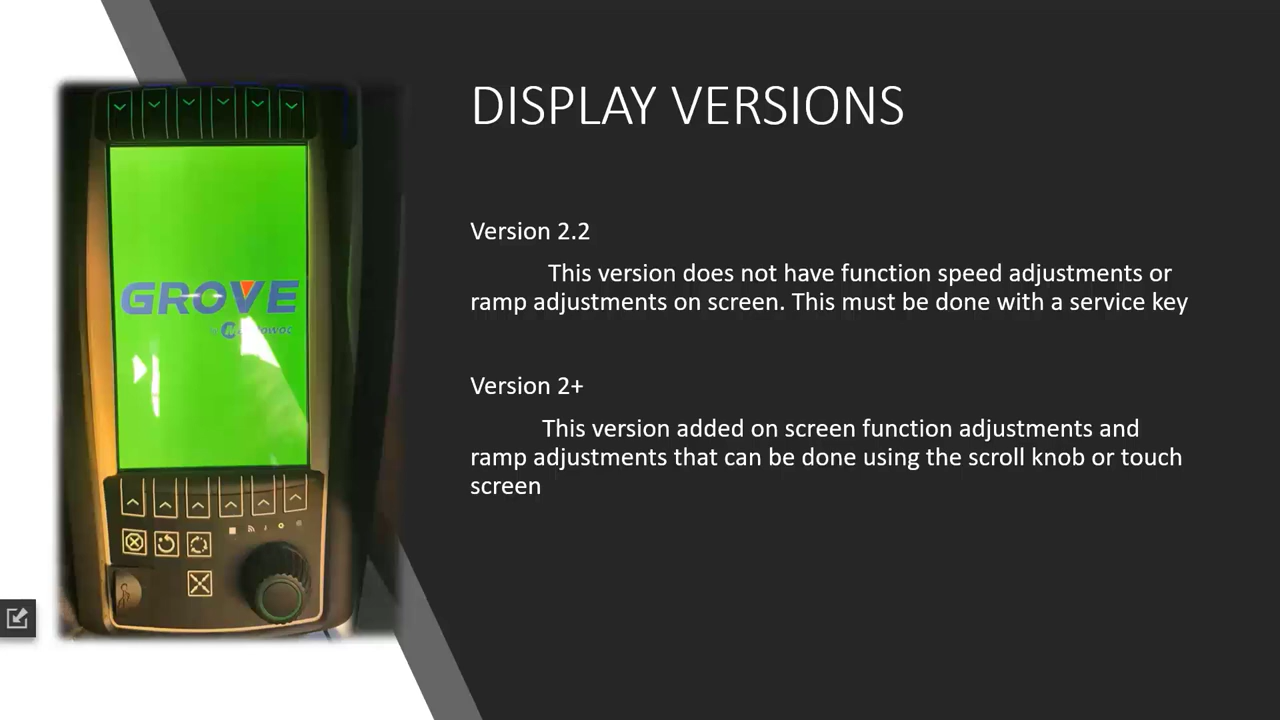 DISPLAY VERSIONS
GROVE
Version 2.2
This version does not have function speed adjustments or
ramp adjustments on screen. This must be done with a service key
Version 2+
This version added on screen function adjustments and
ramp adjustments that can be done using the scroll knob or touch
screen